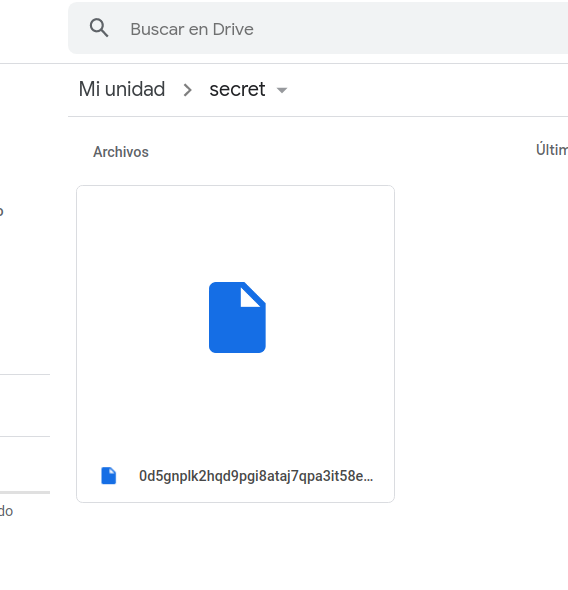 Buscar en Drive
Mi unidad > secret
Archivos
Últim
o
0d5gnplk2hqd9pgi8ataj7qpa3it58e...
do